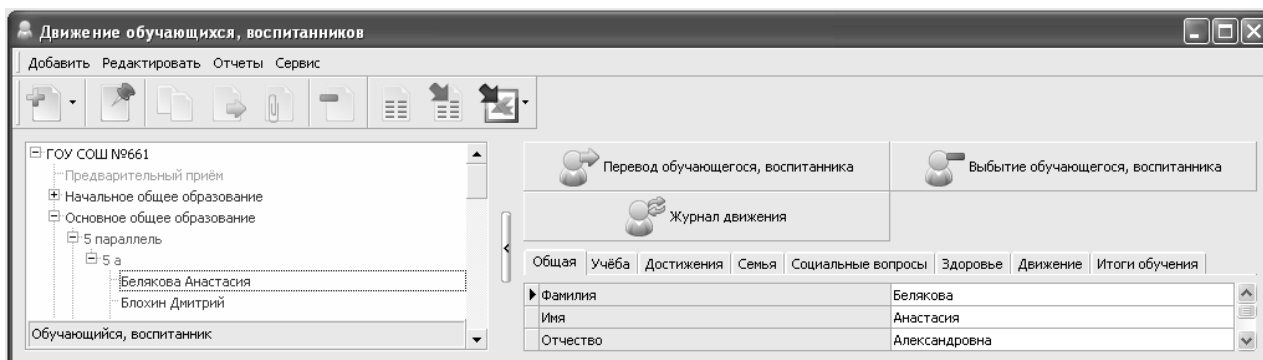 Движение обучающихся, воспитанников
Добавить Редактировать Отчеты Сервис
ГОУ СОШ №661
Предварительный приём
Начальное общее образование
Основное общее образование
5 параллель
5 а
Белякова Анастасия
Блохин Дмитрий
Обучающийся, воспитанник
Перевод обучающегося, воспитанника
Выбытие обучающегося, воспитанника
Журнал движения
Общая Учёба Достижения Семья Социальные вопросы Здоровье Движение Итоги обучения
Фамилия Белякова
Имя Анастасия
Отчество Александровна